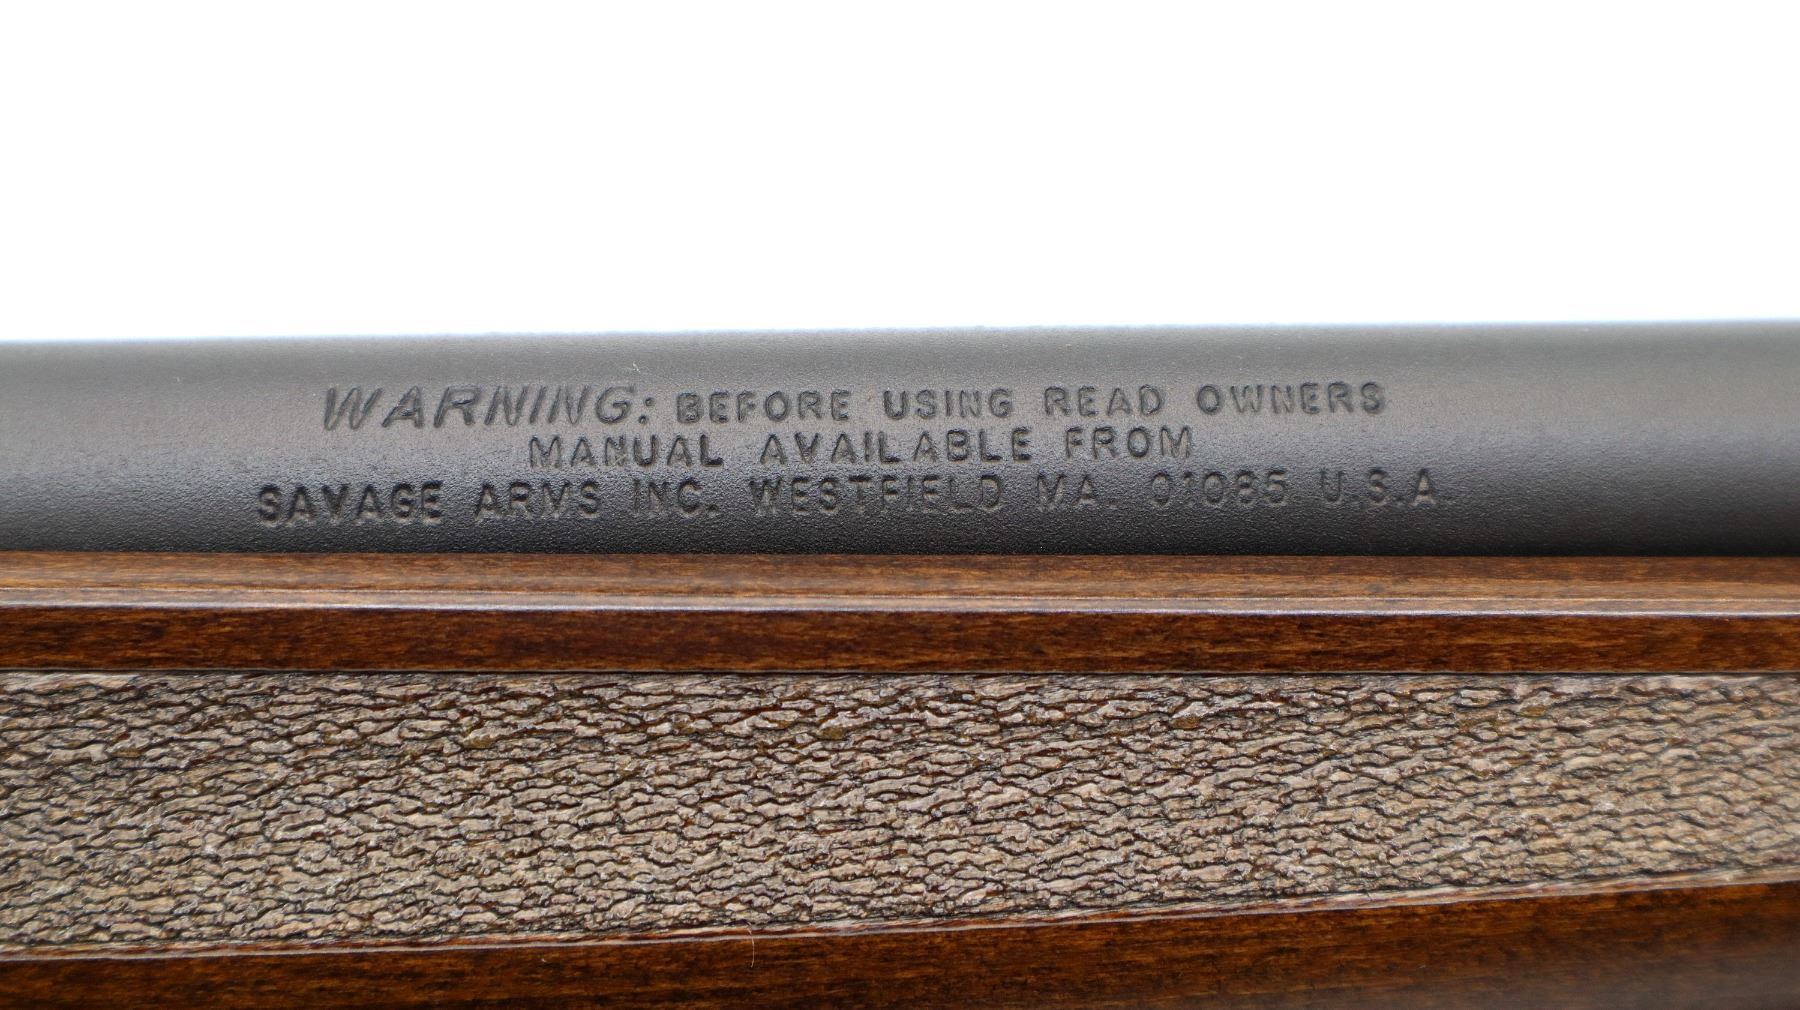 WARNING: BEFORE USING READ OWNERS
MANUAL AVAILABLE FROM
SAVAGE ARMS INC. WESTFIELD MA. 01085 U.S.A.